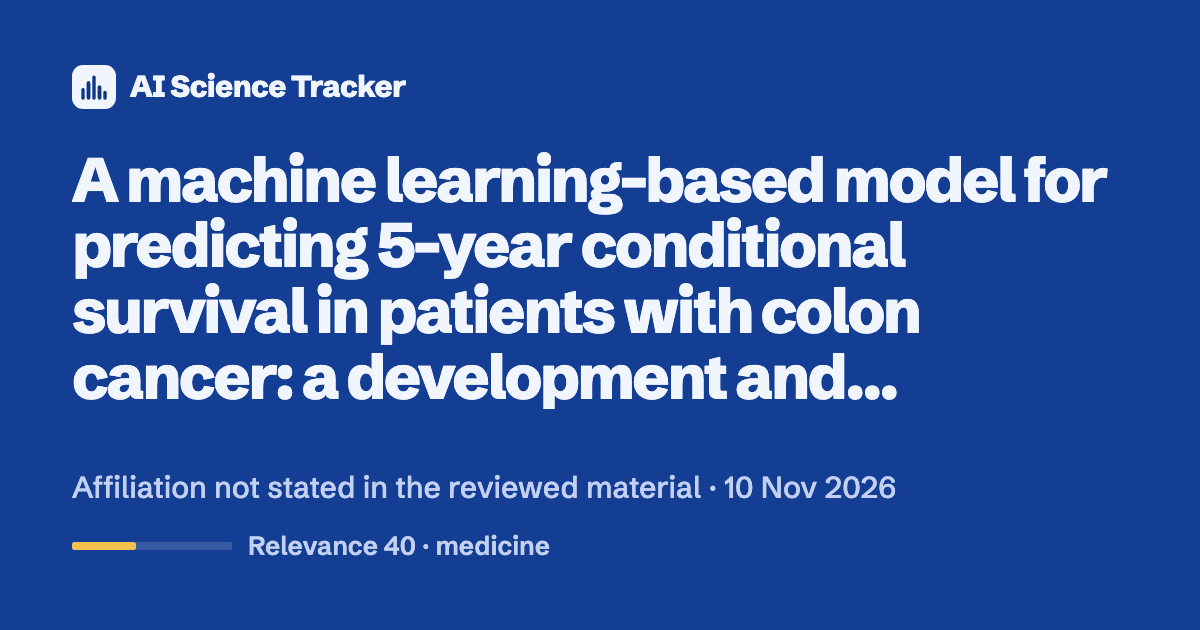 AI Science Tracker
A machine learning-based model for
predicting 5-year conditional
survival in patients with colon
cancer: a development and...
Affiliation not stated in the reviewed material · 10 Nov 2026
Relevance 40 · medicine